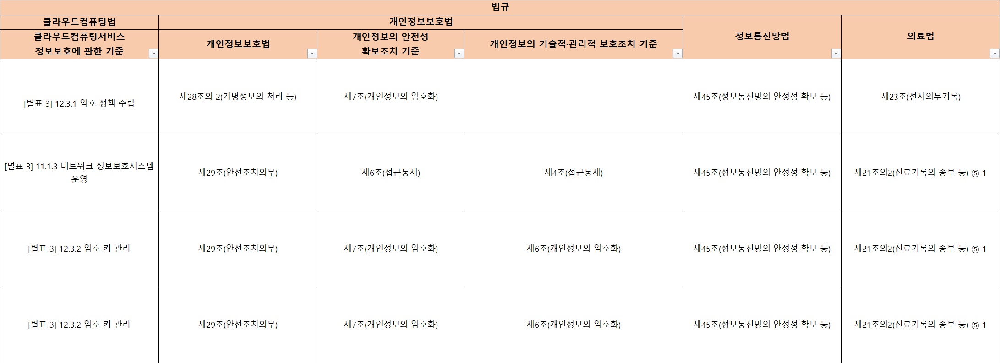 법규
클라우드컴퓨팅법
개인정보보호법
정보통신망법
의료법
클라우드컴퓨팅서비스
정보보호에 관한 기준
개인정보보호법
개인정보의 안전성
확보조치 기준
개인정보의 기술적·관리적 보호조치 기준
[별표 3] 12.3.1 암호 정책 수립
제28조의 2(가명정보의 처리 등)
제7조(개인정보의 암호화)
제45조(정보통신망의 안정성 확보 등)
제23조(전자의무기록)
[별표 3] 11.1.3 네트워크 정보보호시스템
운영
제29조(안전조치의무)
제6조(접근통제)
제4조(접근통제)
제45조(정보통신망의 안정성 확보 등)
제21조의2(진료기록의 송부 등) ⑤ 1
[별표 3] 12.3.2 암호 키 관리
제29조(안전조치의무)
제7조(개인정보의 암호화)
제6조(개인정보의 암호화)
제45조(정보통신망의 안정성 확보 등)
제21조의2(진료기록의 송부 등) ⑤ 1
[별표 3] 12.3.2 암호 키 관리
제29조(안전조치의무)
제7조(개인정보의 암호화)
제6조(개인정보의 암호화)
제45조(정보통신망의 안정성 확보 등)
제21조의2(진료기록의 송부 등) ⑤ 1